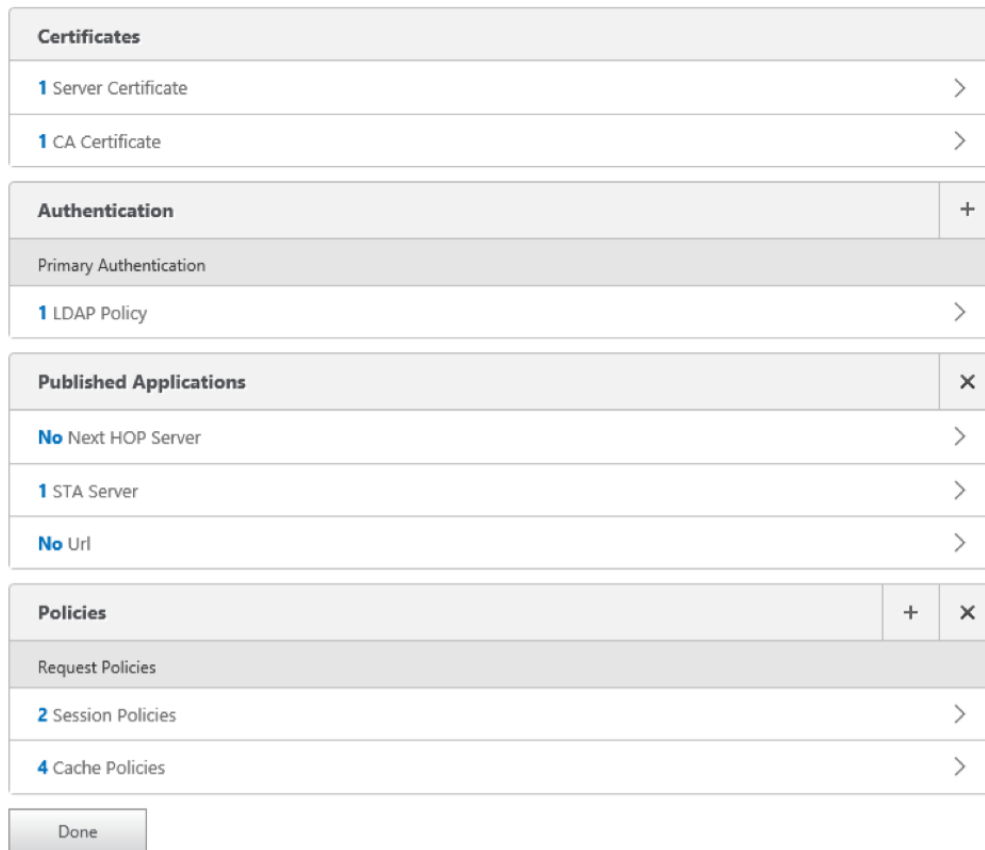 Certificates
1 Server Certificate
1 CA Certificate
Authentication
Primary Authentication
1 LDAP Policy
Published Applications
No Next HOP Server
1 STA Server
No Url
Policies
Request Policies
2 Session Policies
4 Cache Policies
Done